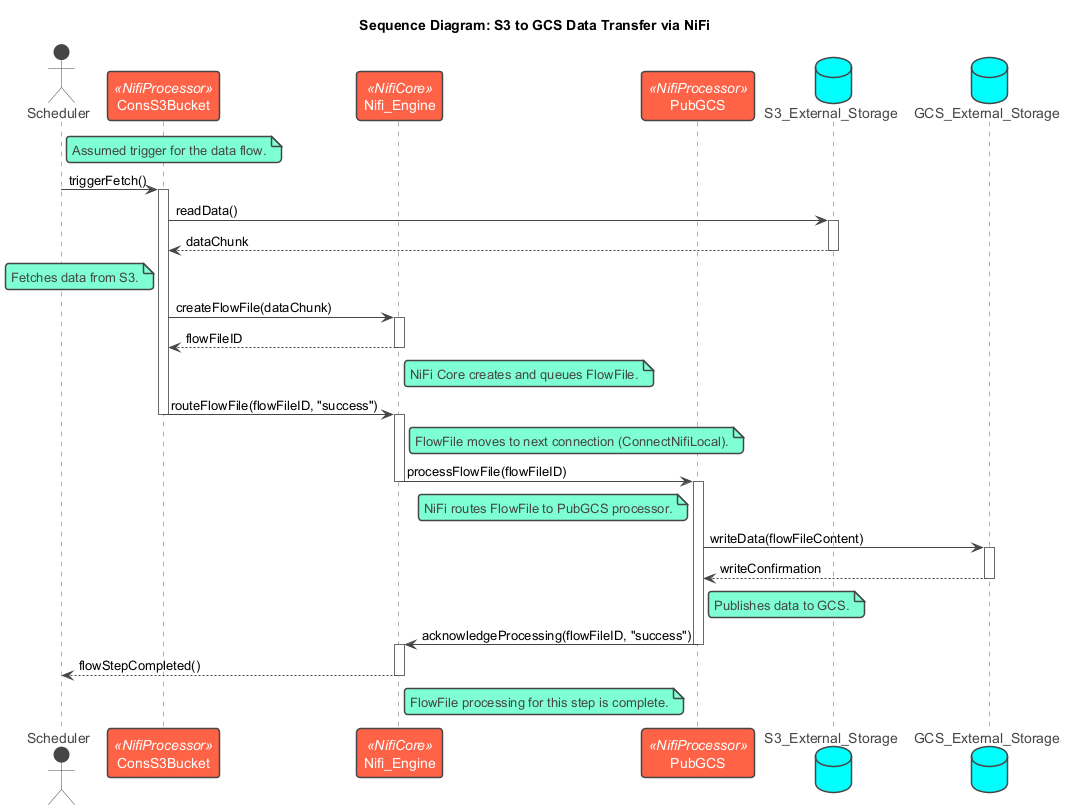 Sequence Diagram: S3 to GCS Data Transfer via NiFi
Scheduler
«NifiProcessor»
ConsS3Bucket
«NifiCore»
Nifi_Engine
«NifiProcessor»
PubGCS
S3_External_Storage
GCS_External_Storage
Assumed trigger for the data flow.
triggerFetch()
readData()
dataChunk
Fetches data from S3.
createFlowFile(dataChunk)
flowFileID
NiFi Core creates and queues FlowFile.
routeFlowFile(flowFileID, "success")
FlowFile moves to next connection (ConnectNifiLocal).
processFlowFile(flowFileID)
NiFi routes FlowFile to PubGCS processor.
writeData(flowFileContent)
writeConfirmation
Publishes data to GCS.
acknowledgeProcessing(flowFileID, "success")
flowStepCompleted()
FlowFile processing for this step is complete.
Scheduler
«NifiProcessor»
ConsS3Bucket
«NifiCore»
Nifi_Engine
«NifiProcessor»
PubGCS
S3_External_Storage
GCS_External_Storage